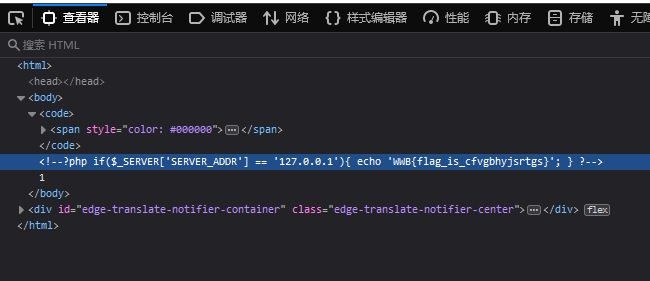 查看器 控制台 调试器 网络 样式编辑器 性能 内存 存储 无障
搜索 HTML
<html>
<head></head>
<body>
<code>
<span style="color: #000000"></span>
</code>
<!--?php if($_SERVER['SERVER_ADDR'] == '127.0.0.1'){ echo 'WWB{flag_is_cfvgbhyjsrtgs}'; } ?-->
1
</body>
<div id="edge-translate-notifier-container" class="edge-translate-notifier-center"></div> flex
</html>